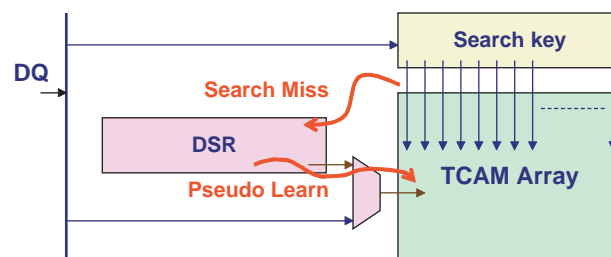 Search key
DQ
Search Miss
DSR
TCAM Array
Pseudo Learn